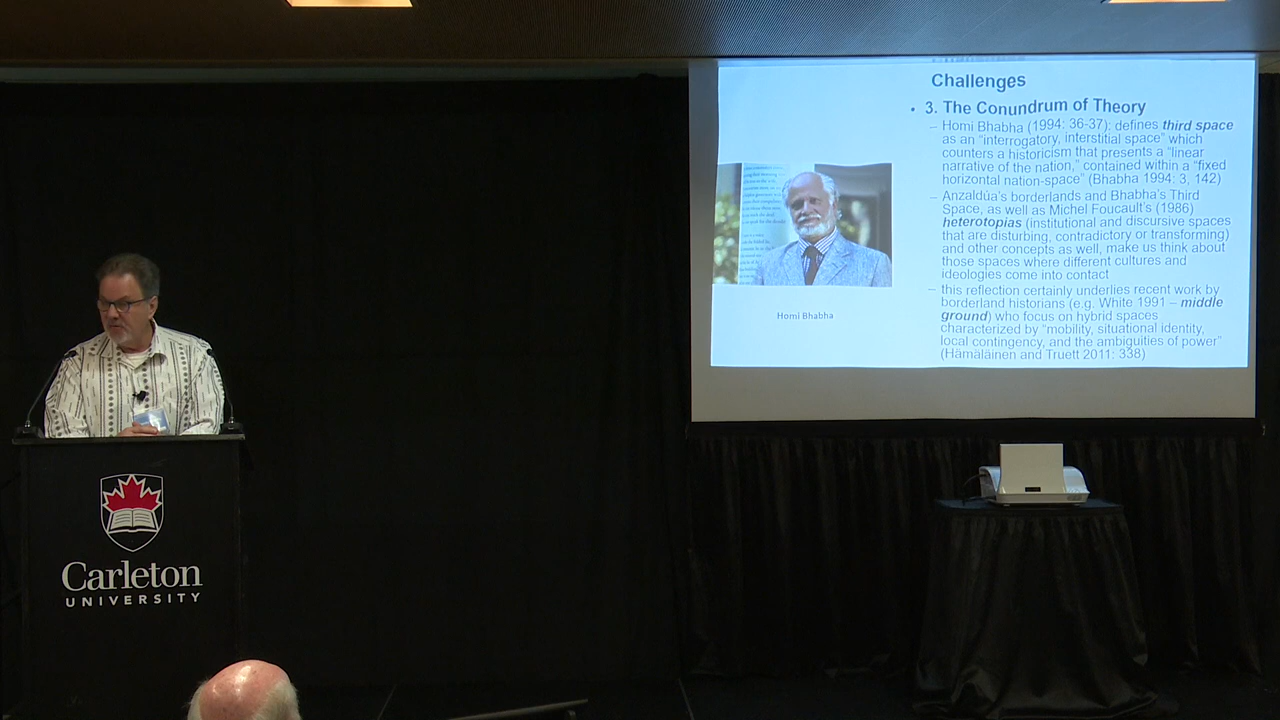 Challenges
• 3. The Conundrum of Theory
– Homi Bhabha (1994: 36-37): defines third space
as an “interrogatory, interstitial space” which
counters a historicism that presents a “linear
narrative of the nation,” contained within a “fixed
horizontal nation-space” (Bhabha 1994: 3, 142)
– Anzaldúa's borderlands and Bhabha's Third
Space, as well as Michel Foucault's (1986)
heterotopias (institutional and discursive spaces
that are disturbing, contradictory or transforming)
and other concepts as well, make us think about
those spaces where different cultures and
ideologies come into contact
– this reflection certainly underlies recent work by
borderland historians (e.g. White 1991 – middle
ground) who focus on hybrid spaces
characterized by “mobility, situational identity,
local contingency, and the ambiguities of power”
(Hämäläinen and Truett 2011: 338)
Homi Bhabha
Carleton
UNIVERSITY